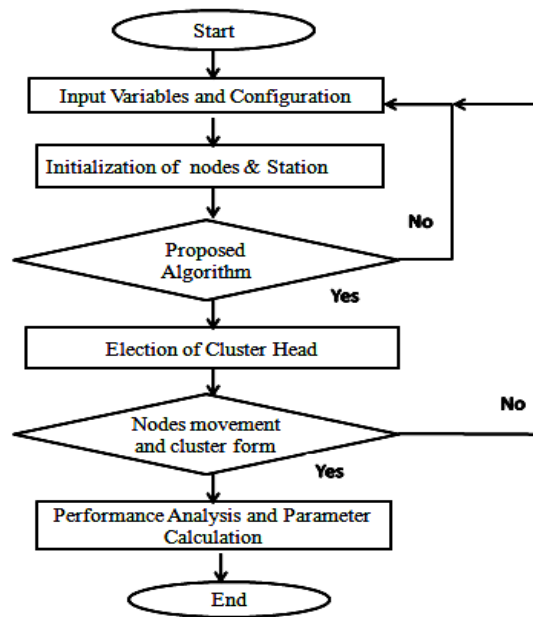 Start
Input Variables and Configuration
Initialization of nodes & Station
No
Proposed
Algorithm
Yes
Election of Cluster Head
No
Nodes movement
and cluster form
Yes
Performance Analysis and Parameter
Calculation
End